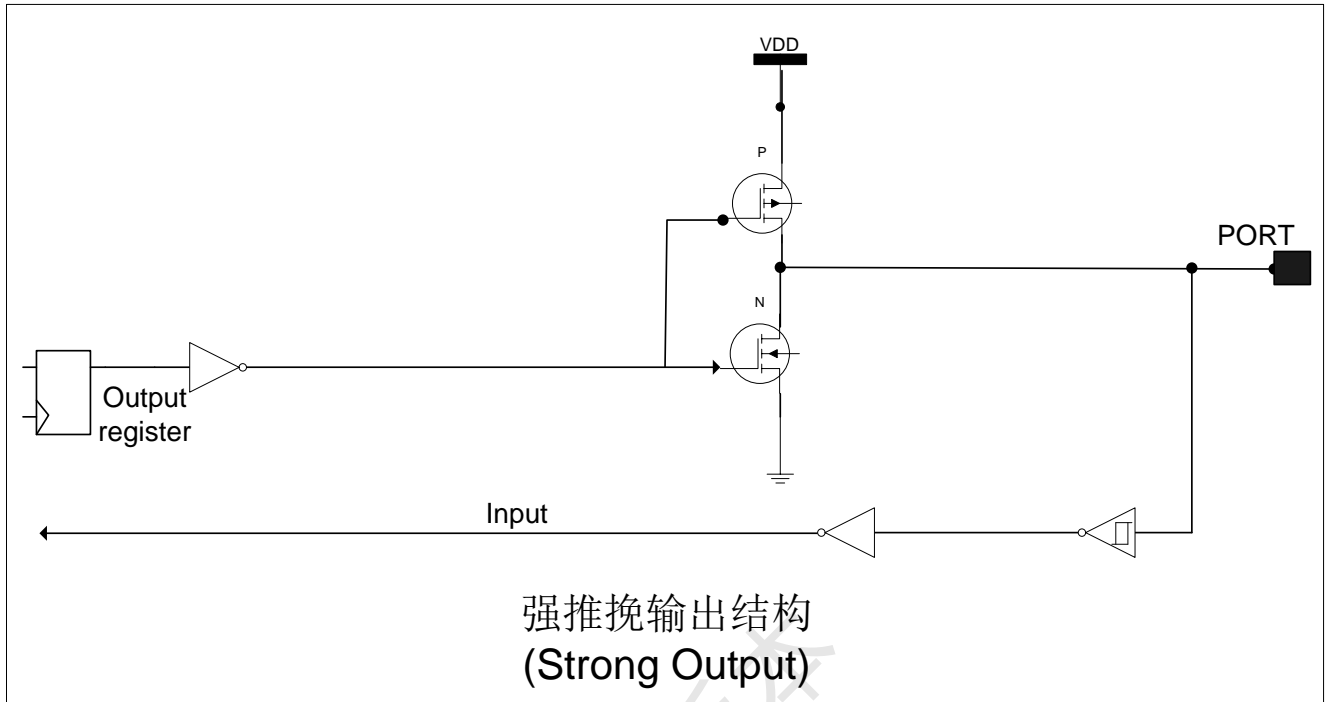 VDD
P
PORT
N
Output
register
Input
强推挽输出结构
(Strong Output)